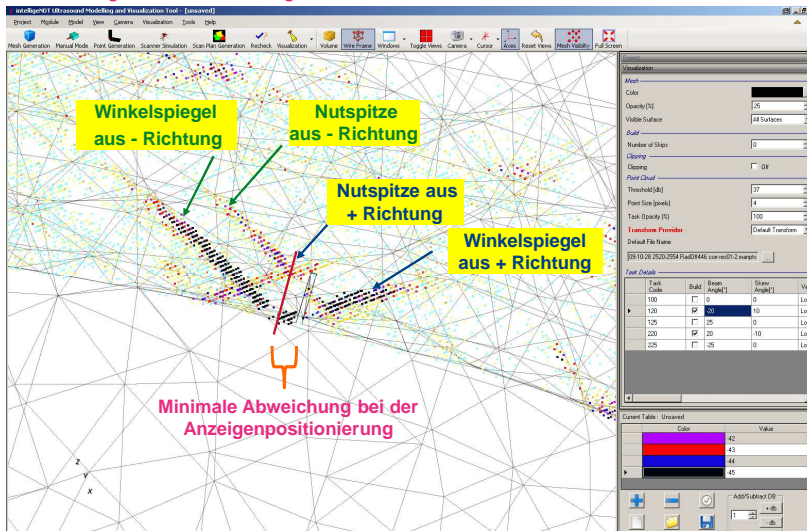 intelligeNDT Ultrasound Modelling and Visualization Tool - [unsaved]
Project Module Model View Camera Visualization Tools Help
Mesh Generation Manual Mode Point Generation Scanner Simulation Scan Plan Generation Recheck Visualization Volume Wire Frame Windows Toggle Views Camera Cursor Axes Reset Views Mesh Visibility Full Screen
Winkelspiegel
aus - Richtung
Nutspitze
aus - Richtung
Nutspitze aus
+ Richtung
Winkelspiegel
aus + Richtung
Minimale Abweichung bei der
Anzeigenpositionierung
z
y
x
Project
Visualization
Mesh
Color
Opacity [%] 25
Visible Surface All Surfaces
Build
Number of Skips 0
Clipping
Clipping Off
Point Cloud
Threshold [db] 37
Point Size [pixels] 4
Task Opacity [%] 100
Transform Provider Default Transform
Default File Name
...
Task Details
Task Code Build Beam Angle[°] Skew Angle[°]
100 0 0 Lo
120 -20 10 Lo
125 25 0 Lo
220 20 -10 Lo
225 -25 0 Lo
Current Table : Unsaved
Color Value
-42
-43
-44
-45
Add/Subtract DB
1 + db
- db